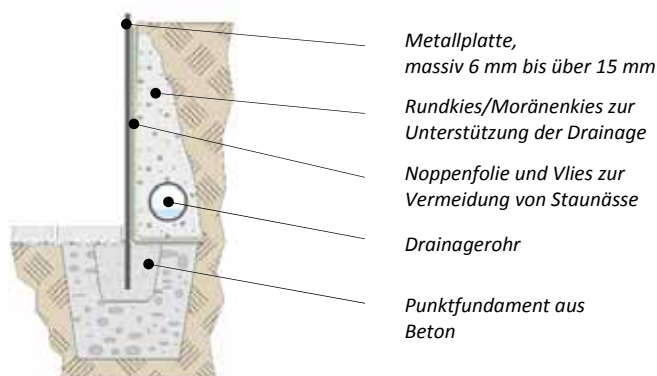 Metallplatte,
massiv 6 mm bis über 15 mm
Rundkies/Moränenkies zur
Unterstützung der Drainage
Noppenfolie und Vlies zur
Vermeidung von Staunässe
Drainagerohr
Punktfundament aus
Beton